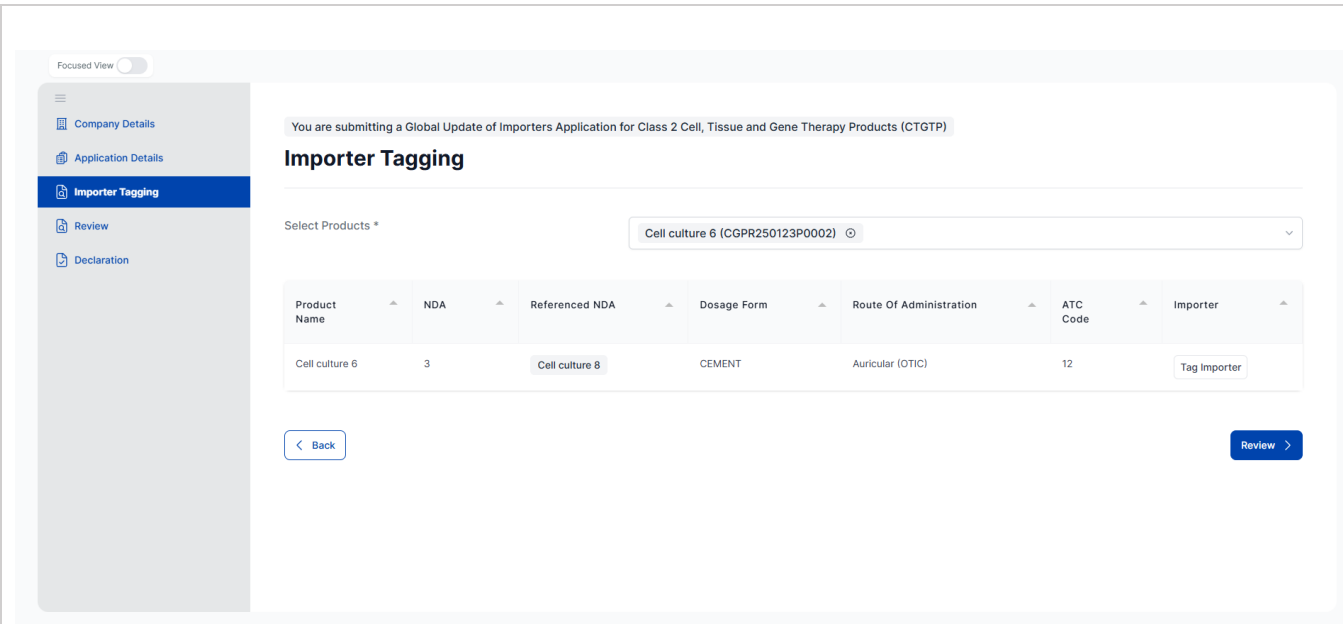 Focused View
Company Details
Application Details
Importer Tagging
Review
Declaration
You are submitting a Global Update of Importers Application for Class 2 Cell, Tissue and Gene Therapy Products (CTGTP)
Importer Tagging
Select Products *
Cell culture 6 (CGPR250123P0002)
Product Name
NDA
Referenced NDA
Dosage Form
Route Of Administration
ATC Code
Importer
Cell culture 6
3
Cell culture 8
CEMENT
Auricular (OTIC)
12
Tag Importer
Back
Review